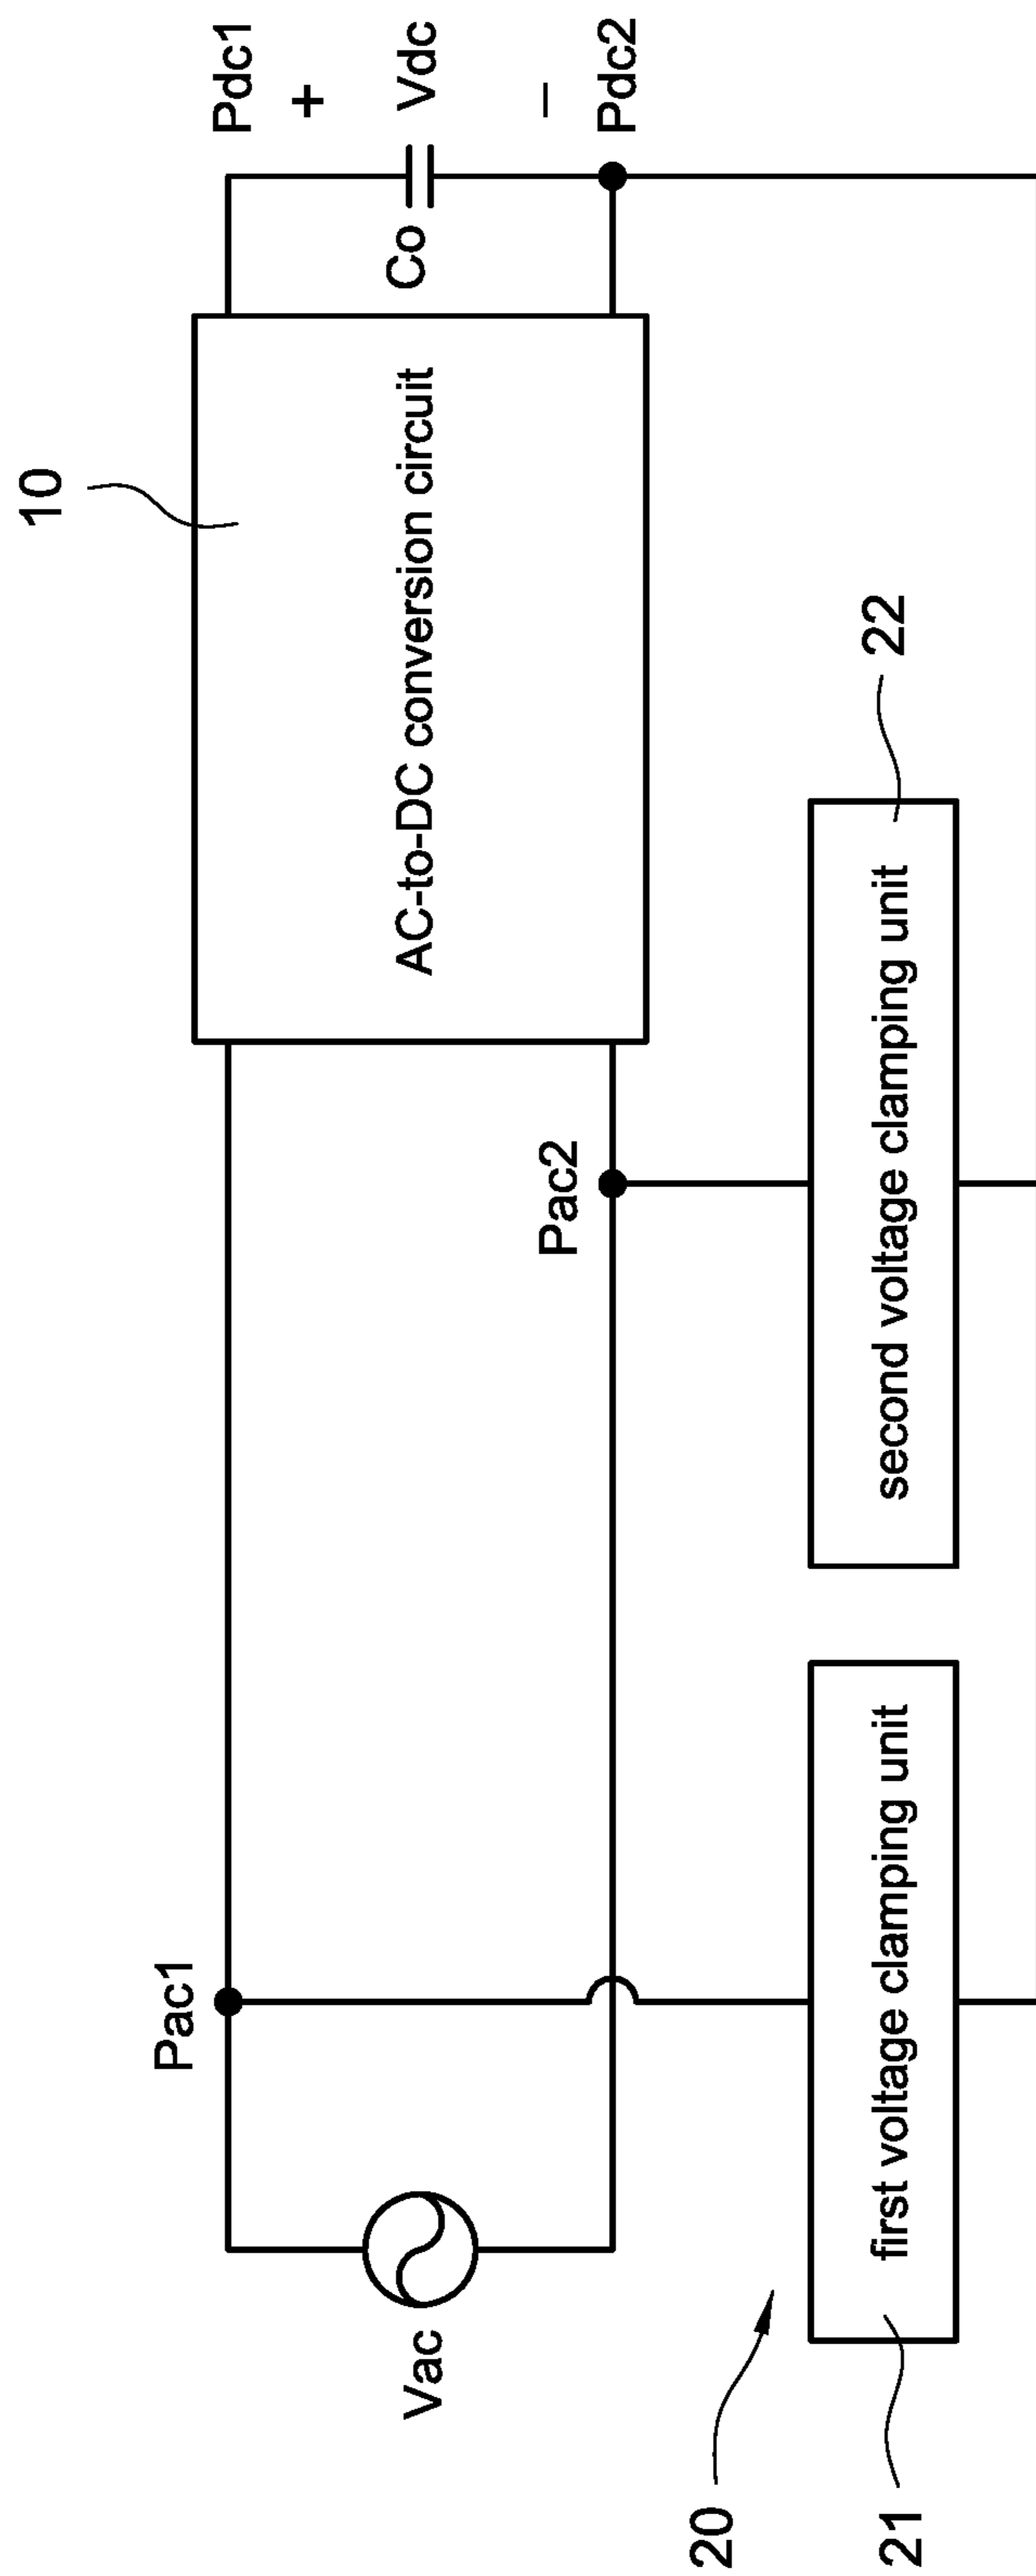 10
Pdc1
+
AC-to-DC conversion circuit
Co
Vdc
−
Pdc2
Pac1
Vac
Pac2
20
first voltage clamping unit
second voltage clamping unit
21
22